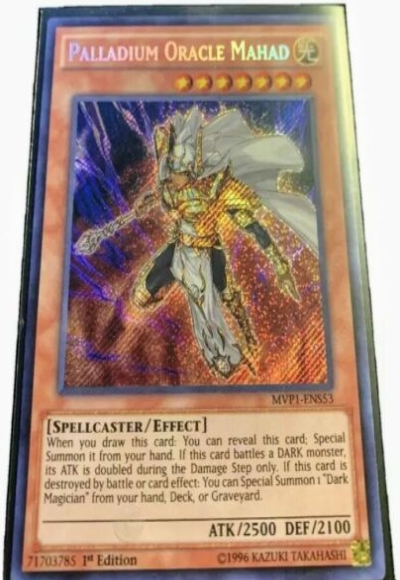 PALLADIUM ORACLE MAHAD
光
MVP1-ENS53
[SPELLCASTER/EFFECT]
When you draw this card: You can reveal this card; Special
Summon it from your hand. If this card battles a DARK monster,
its ATK is doubled during the Damage Step only. If this card is
destroyed by battle or card effect: You can Special Summon 1 "Dark
Magician" from your hand, Deck, or Graveyard.
ATK/2500 DEF/2100
71703785 1st Edition ©1996 KAZUKI TAKAHASHI